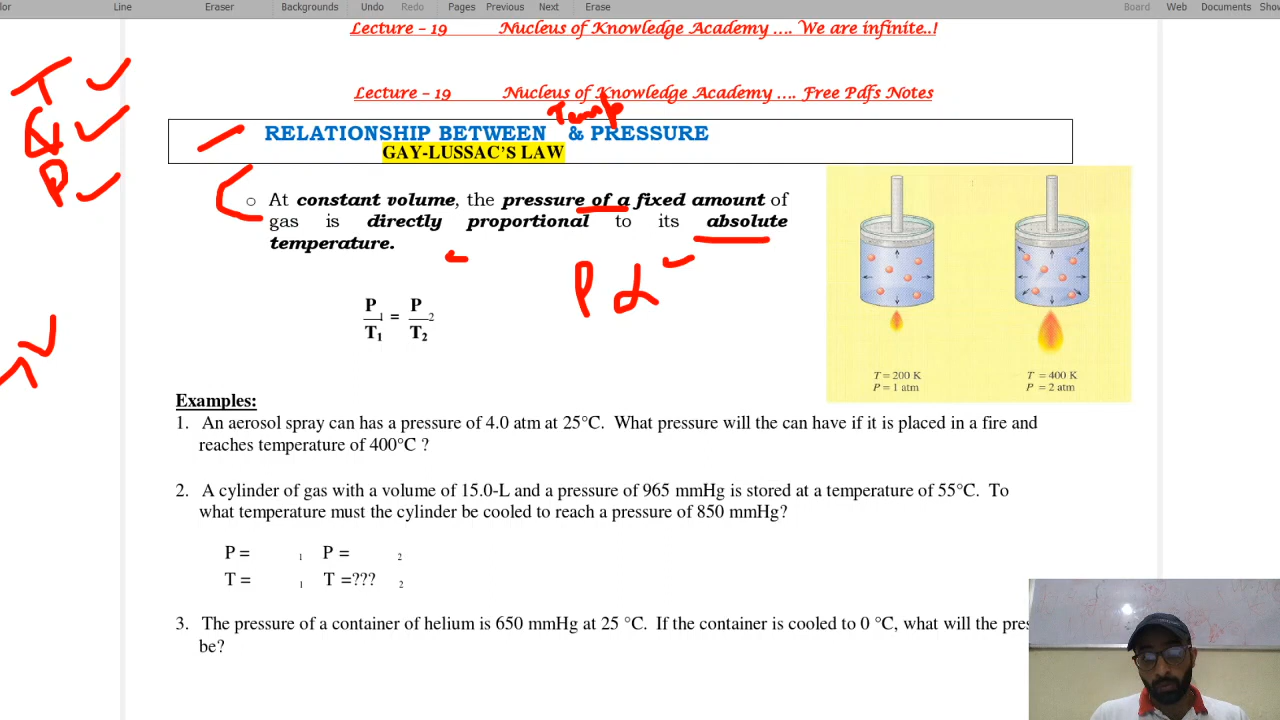 lor Line Eraser Backgrounds Undo Redo Pages Previous Next Erase Board Web Documents Show
Lecture – 19 Nucleus of Knowledge Academy …. We are infinite..!
Lecture – 19 Nucleus of Knowledge Academy …. Free Pdfs Notes
T
&
P
Temp
RELATIONSHIP BETWEEN & PRESSURE
GAY-LUSSAC'S LAW
o At constant volume, the pressure of a fixed amount of
gas is directly proportional to its absolute
temperature.
P α
P1 = P2
T1 T2
T = 200 K
P = 1 atm
T = 400 K
P = 2 atm
Examples:
1. An aerosol spray can has a pressure of 4.0 atm at 25°C. What pressure will the can have if it is placed in a fire and
reaches temperature of 400°C ?
2. A cylinder of gas with a volume of 15.0-L and a pressure of 965 mmHg is stored at a temperature of 55°C. To
what temperature must the cylinder be cooled to reach a pressure of 850 mmHg?
P = 1 P = 2
T = 1 T =??? 2
3. The pressure of a container of helium is 650 mmHg at 25 °C. If the container is cooled to 0 °C, what will the pres
be?